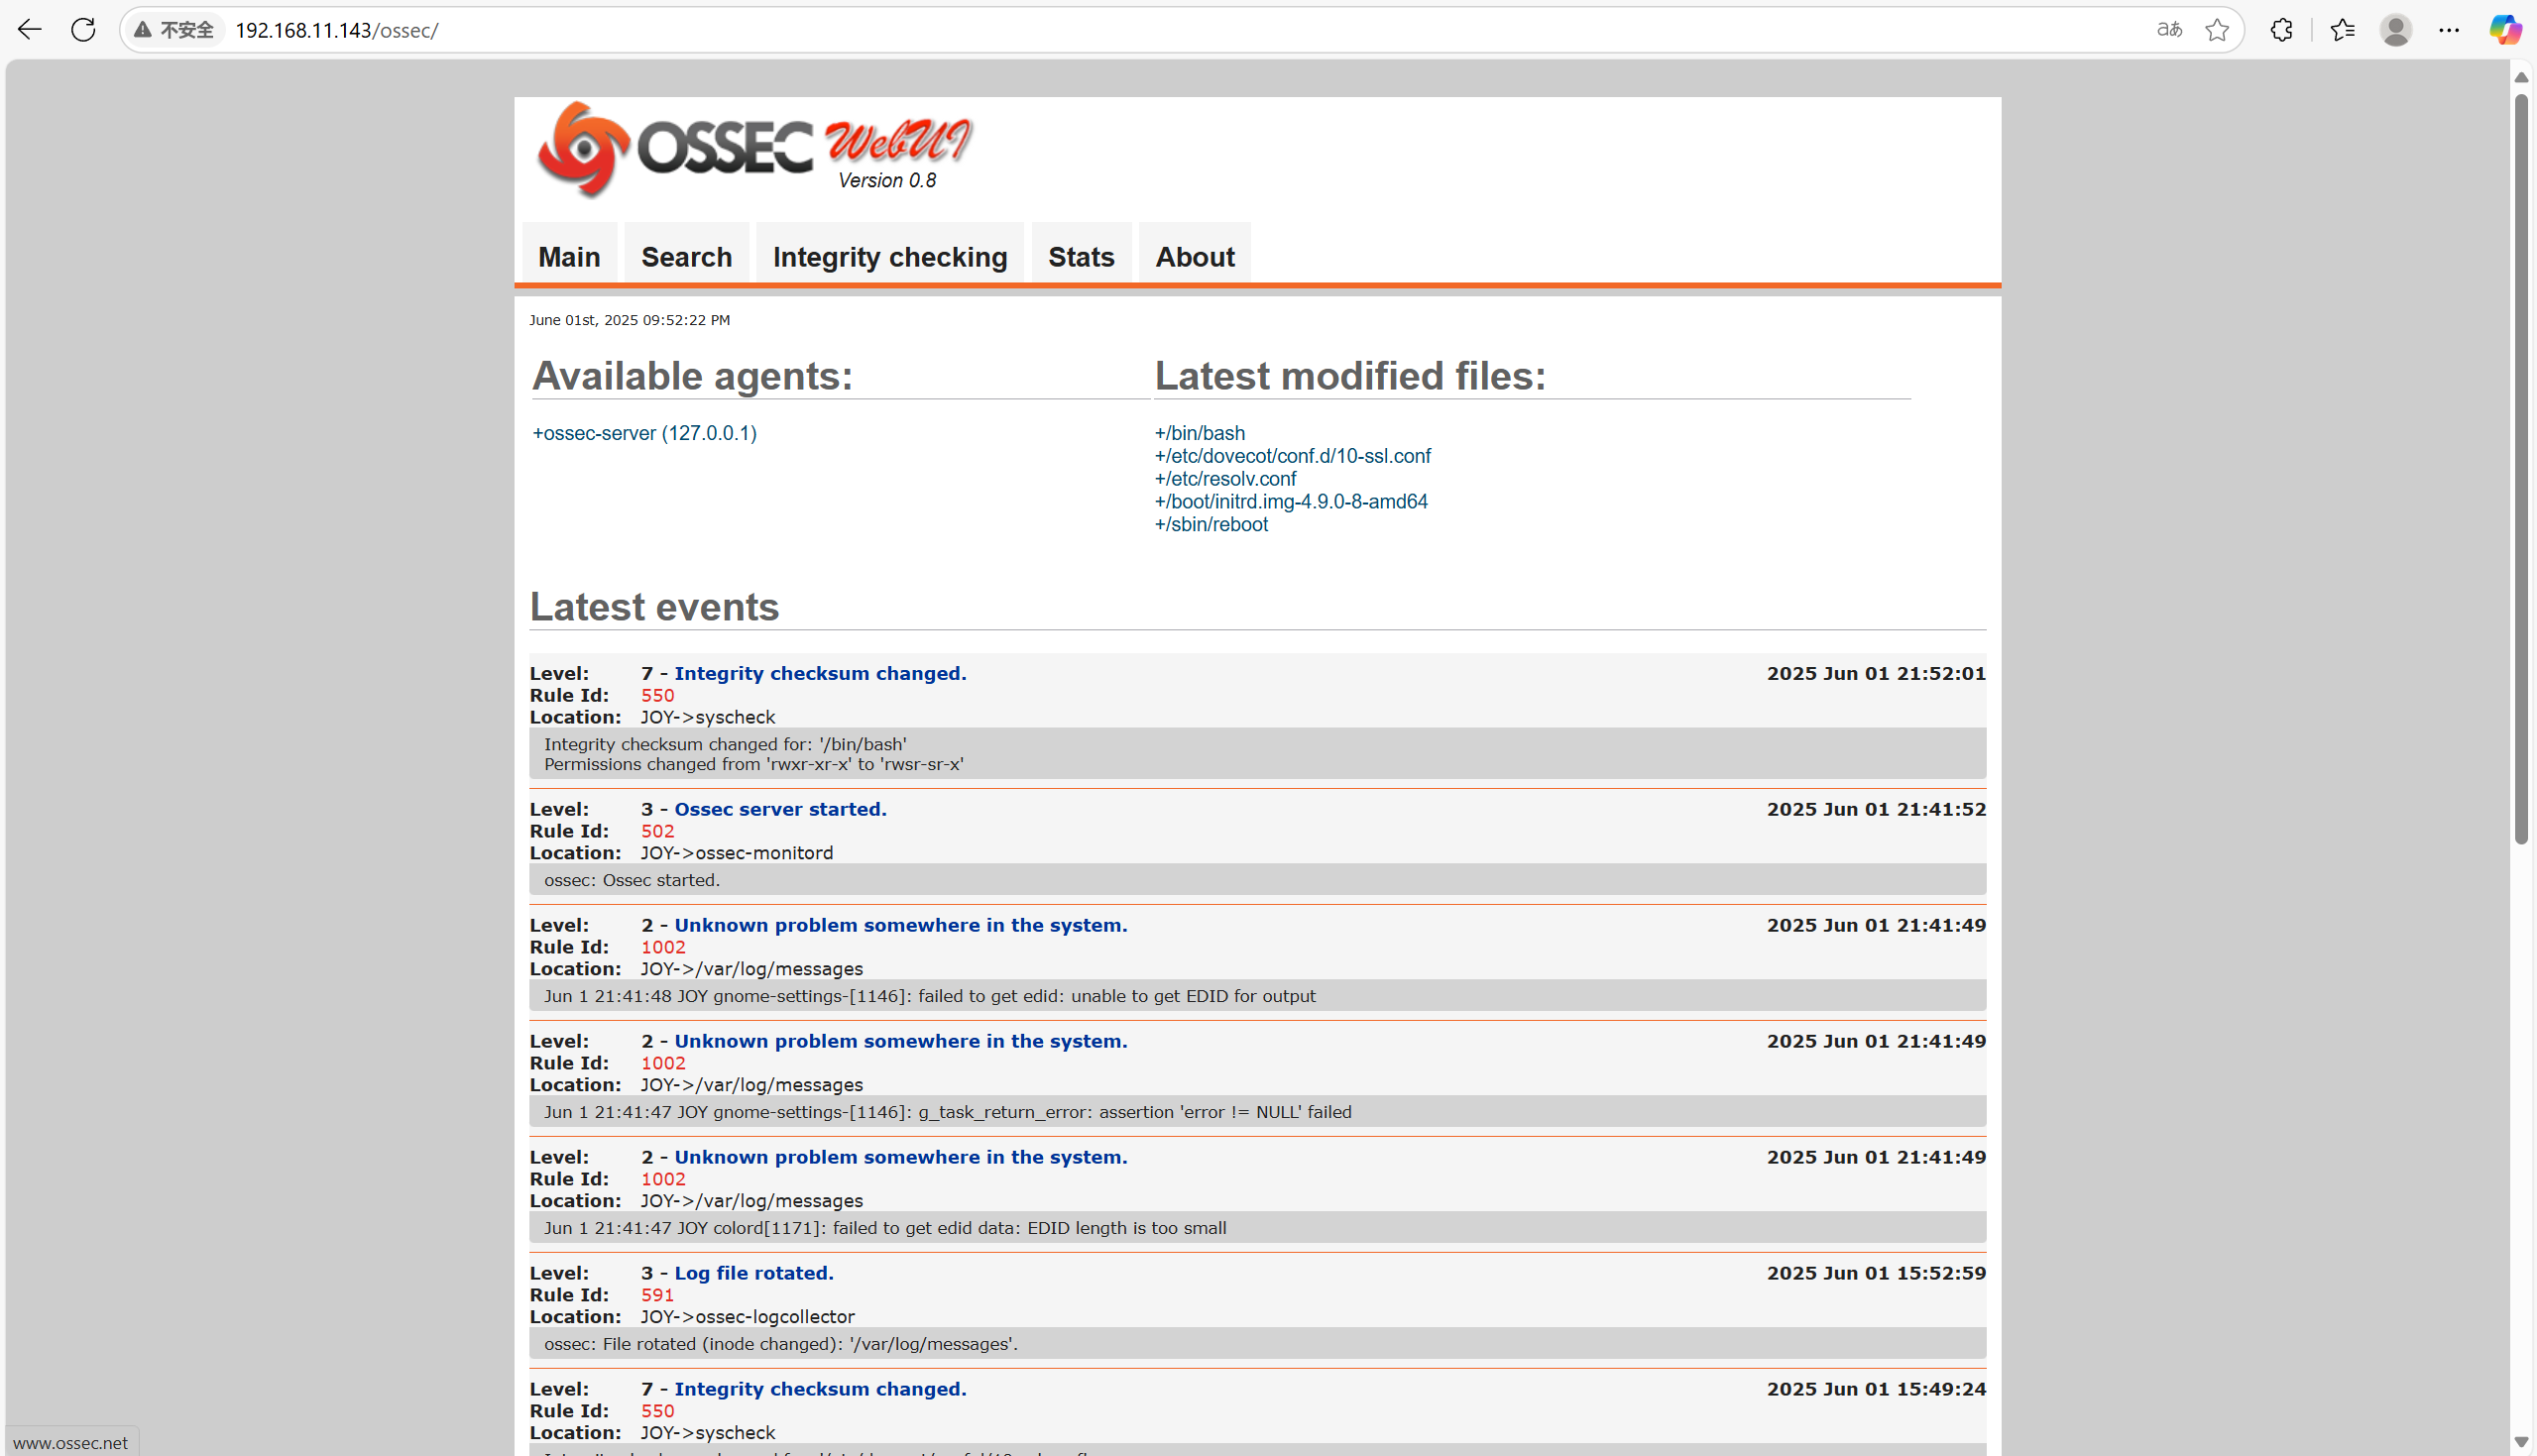 不安全 192.168.11.143/ossec/
OSSEC WebUI
Version 0.8
Main Search Integrity checking Stats About
June 01st, 2025 09:52:22 PM
Available agents:
+ossec-server (127.0.0.1)
Latest modified files:
+/bin/bash
+/etc/dovecot/conf.d/10-ssl.conf
+/etc/resolv.conf
+/boot/initrd.img-4.9.0-8-amd64
+/sbin/reboot
Latest events
Level: 7 - Integrity checksum changed. 2025 Jun 01 21:52:01
Rule Id: 550
Location: JOY->syscheck
Integrity checksum changed for: '/bin/bash'
Permissions changed from 'rwxr-xr-x' to 'rwsr-sr-x'
Level: 3 - Ossec server started. 2025 Jun 01 21:41:52
Rule Id: 502
Location: JOY->ossec-monitord
ossec: Ossec started.
Level: 2 - Unknown problem somewhere in the system. 2025 Jun 01 21:41:49
Rule Id: 1002
Location: JOY->/var/log/messages
Jun 1 21:41:48 JOY gnome-settings-[1146]: failed to get edid: unable to get EDID for output
Level: 2 - Unknown problem somewhere in the system. 2025 Jun 01 21:41:49
Rule Id: 1002
Location: JOY->/var/log/messages
Jun 1 21:41:47 JOY gnome-settings-[1146]: g_task_return_error: assertion 'error != NULL' failed
Level: 2 - Unknown problem somewhere in the system. 2025 Jun 01 21:41:49
Rule Id: 1002
Location: JOY->/var/log/messages
Jun 1 21:41:47 JOY colord[1171]: failed to get edid data: EDID length is too small
Level: 3 - Log file rotated. 2025 Jun 01 15:52:59
Rule Id: 591
Location: JOY->ossec-logcollector
ossec: File rotated (inode changed): '/var/log/messages'.
Level: 7 - Integrity checksum changed. 2025 Jun 01 15:49:24
Rule Id: 550
Location: JOY->syscheck
www.ossec.net